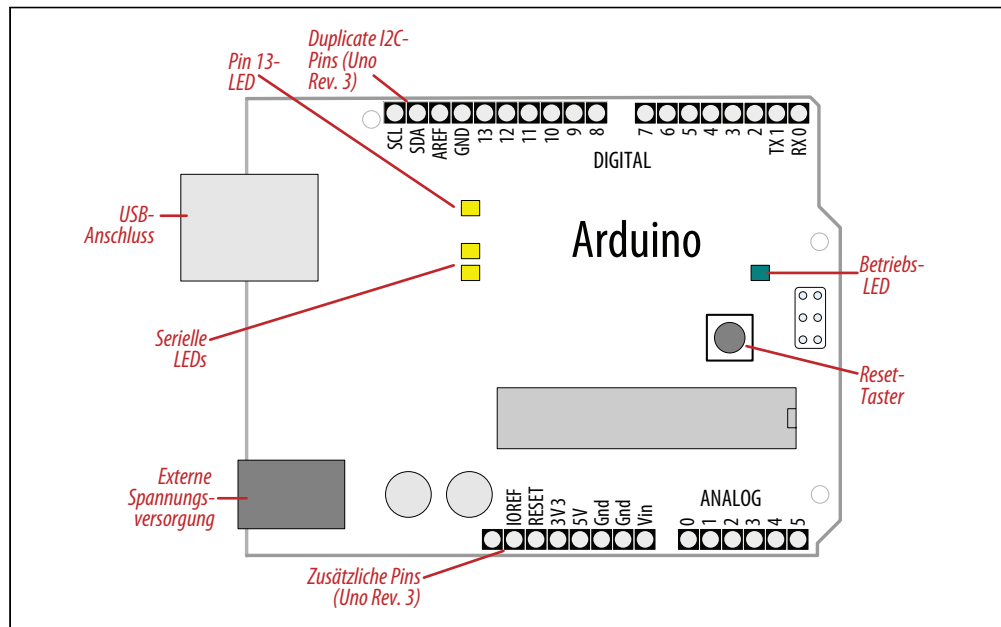 Duplicate I2C-
Pins (Uno
Rev. 3)
Pin 13-
LED
SCL
SDA
AREF
GND
13
12
11
10
9
8
7
6
5
4
3
2
TX 1
RX 0
DIGITAL
USB-
Anschluss
Arduino
Betriebs-
LED
Serielle
LEDs
Reset-
Taster
Externe
Spannungs-
versorgung
IOREF
RESET
3V 3
5V
Gnd
Gnd
Vin
ANALOG
0
1
2
3
4
5
Zusätzliche Pins
(Uno Rev. 3)